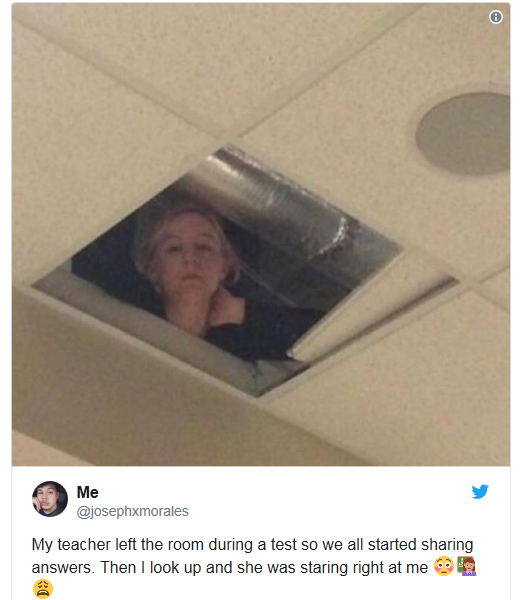 Me
@josephxmorales
My teacher left the room during a test so we all started sharing
answers. Then I look up and she was staring right at me 😳👩‍🏫
😩